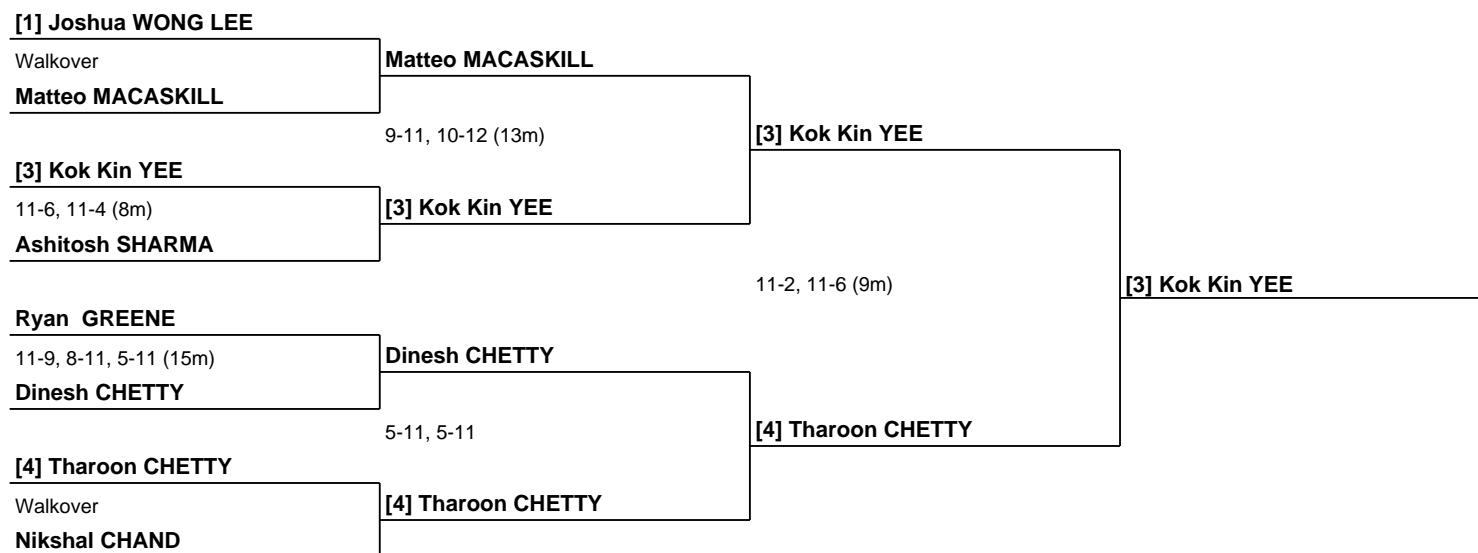 [1] Joshua WONG LEE
Walkover
Matteo MACASKILL
Matteo MACASKILL
9-11, 10-12 (13m)
[3] Kok Kin YEE
[3] Kok Kin YEE
11-6, 11-4 (8m)
[3] Kok Kin YEE
Ashitosh SHARMA
11-2, 11-6 (9m)
[3] Kok Kin YEE
Ryan GREENE
11-9, 8-11, 5-11 (15m)
Dinesh CHETTY
Dinesh CHETTY
5-11, 5-11
[4] Tharoon CHETTY
[4] Tharoon CHETTY
Walkover
[4] Tharoon CHETTY
Nikshal CHAND